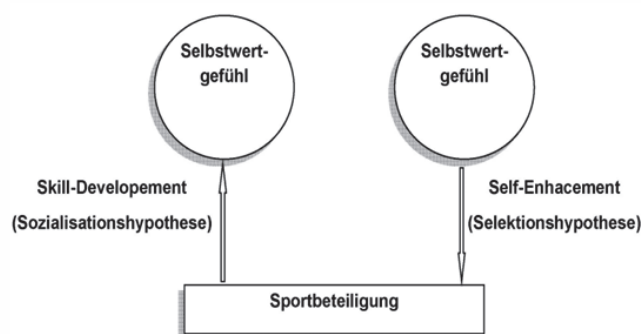 Selbstwert-
gefühl
Selbstwert-
gefühl
Skill-Developement
(Sozialisationshypothese)
Self-Enhacement
(Selektionshypothese)
Sportbeteiligung